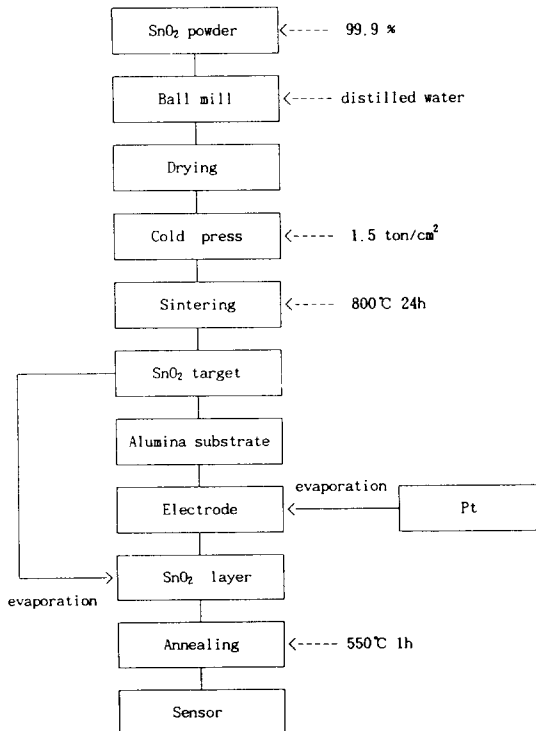 SnO₂ powder
99.9 %
Ball mill
distilled water
Drying
Cold press
1.5 ton/cm²
Sintering
800℃ 24h
SnO₂ target
Alumina substrate
evaporation
Electrode
Pt
SnO₂ layer
evaporation
Annealing
550℃ 1h
Sensor